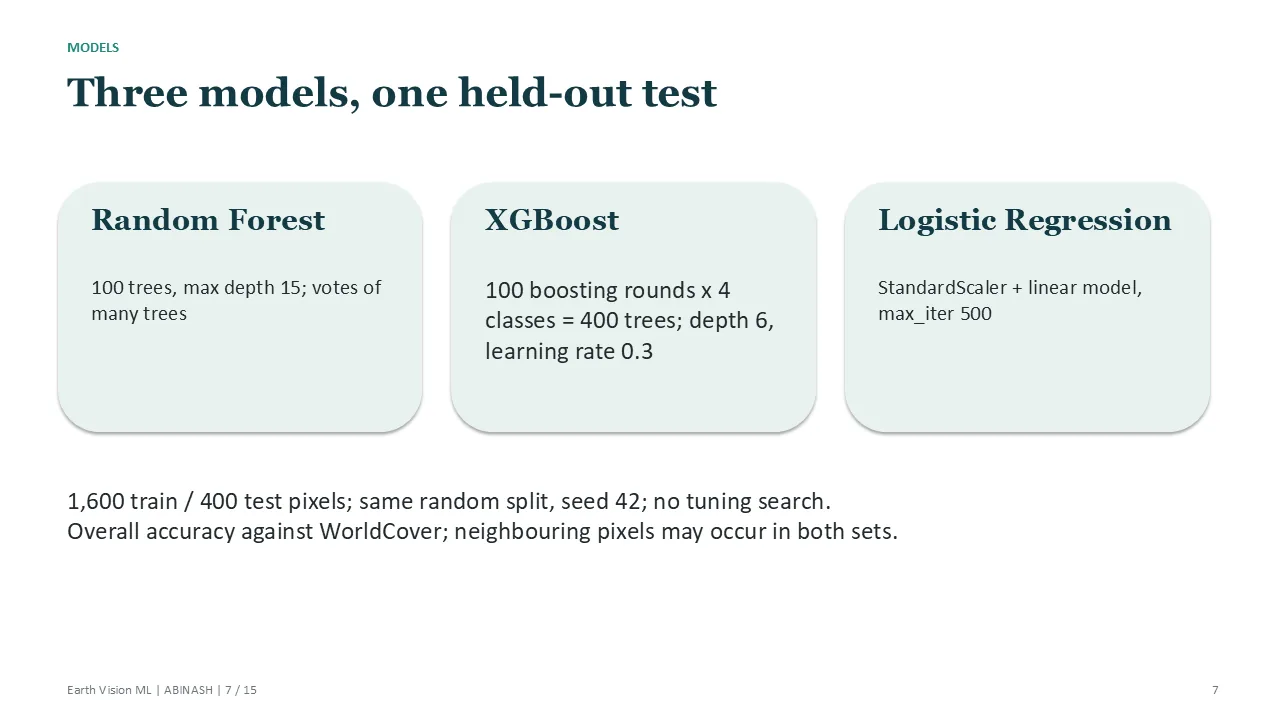 MODELS
Three models, one held-out test
Random Forest
100 trees, max depth 15; votes of
many trees
XGBoost
100 boosting rounds x 4
classes = 400 trees; depth 6,
learning rate 0.3
Logistic Regression
StandardScaler + linear model,
max_iter 500
1,600 train / 400 test pixels; same random split, seed 42; no tuning search.
Overall accuracy against WorldCover; neighbouring pixels may occur in both sets.
Earth Vision ML | ABINASH | 7 / 15
7